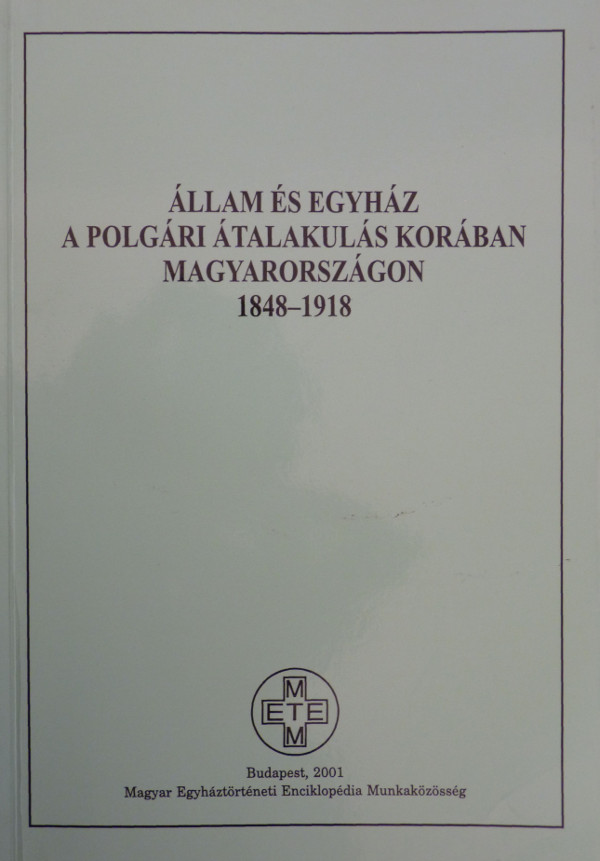 ÁLLAM ÉS EGYHÁZ
A POLGÁRI ÁTALAKULÁS KORÁBAN
MAGYARORSZÁGON
1848–1918
M
ETE
M
Budapest, 2001
Magyar Egyháztörténeti Enciklopédia Munkaközösség